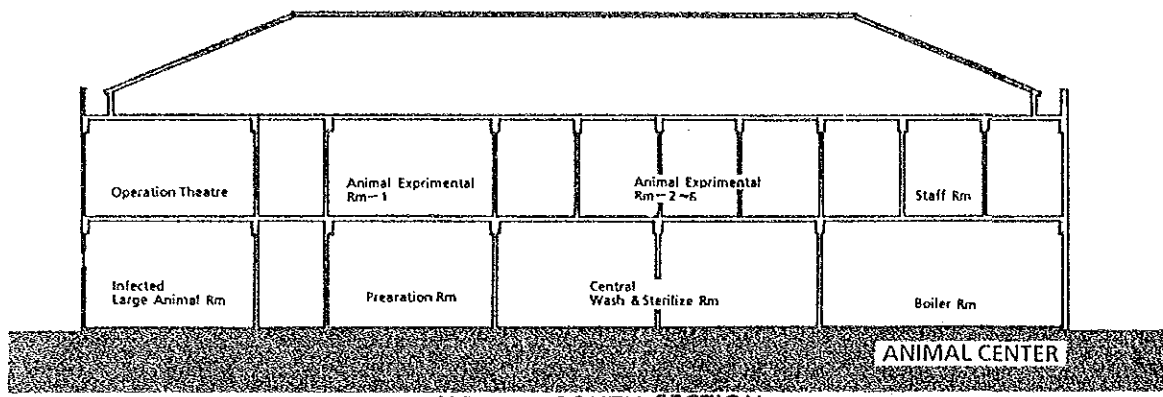 Operation Theatre
Animal Exprimental
Rm-1
Animal Exprimental
Rm-2~6
Staff Rm
Infected
Large Animal Rm
Prearation Rm
Central
Wash & Sterilize Rm
Boiler Rm
ANIMAL CENTER
SECTION